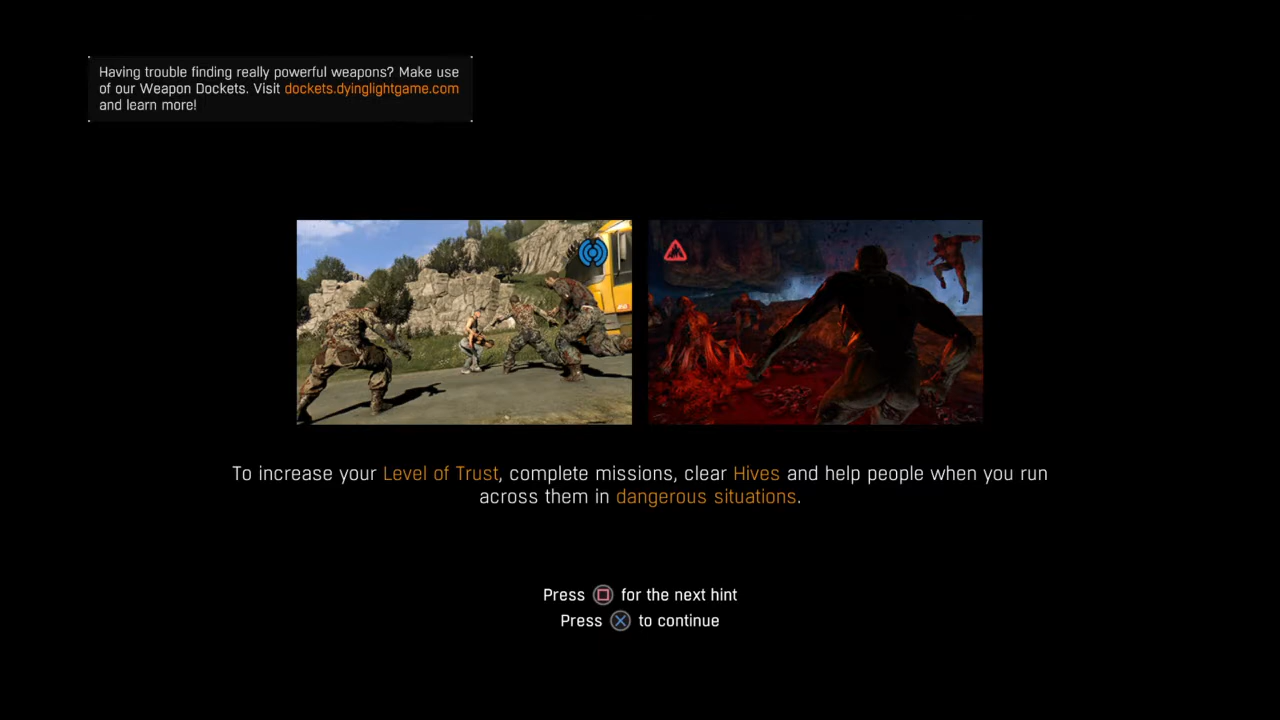 Having trouble finding really powerful weapons? Make use
of our Weapon Dockets. Visit dockets.dyinglightgame.com
and learn more!
To increase your Level of Trust, complete missions, clear Hives and help people when you run
across them in dangerous situations.
Press for the next hint
Press to continue